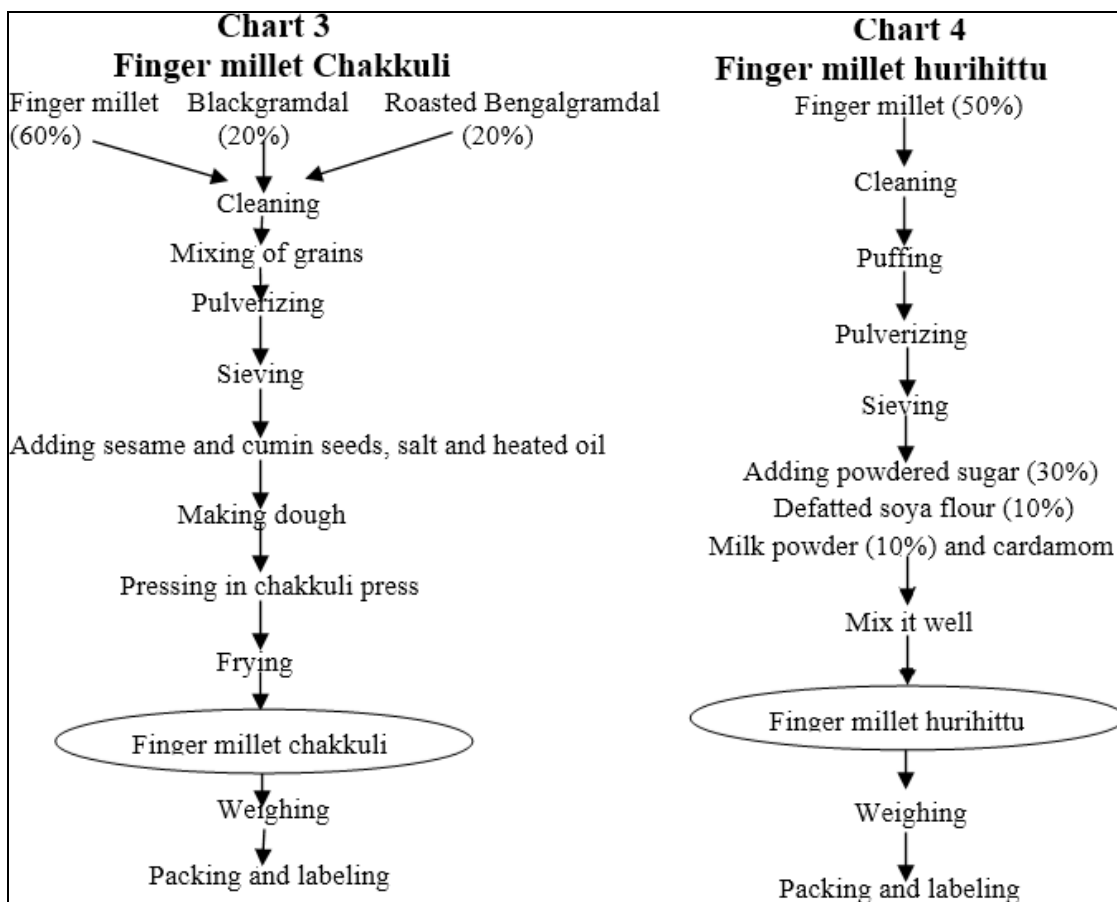 Chart 3
Finger millet Chakkuli
Finger millet Blackgramdal Roasted Bengalgramdal
(60%) (20%) (20%)
Cleaning
Mixing of grains
Pulverizing
Sieving
Adding sesame and cumin seeds, salt and heated oil
Making dough
Pressing in chakkuli press
Frying
Finger millet chakkuli
Weighing
Packing and labeling
Chart 4
Finger millet hurihittu
Finger millet (50%)
Cleaning
Puffing
Pulverizing
Sieving
Adding powdered sugar (30%)
Defatted soya flour (10%)
Milk powder (10%) and cardamom
Mix it well
Finger millet hurihittu
Weighing
Packing and labeling